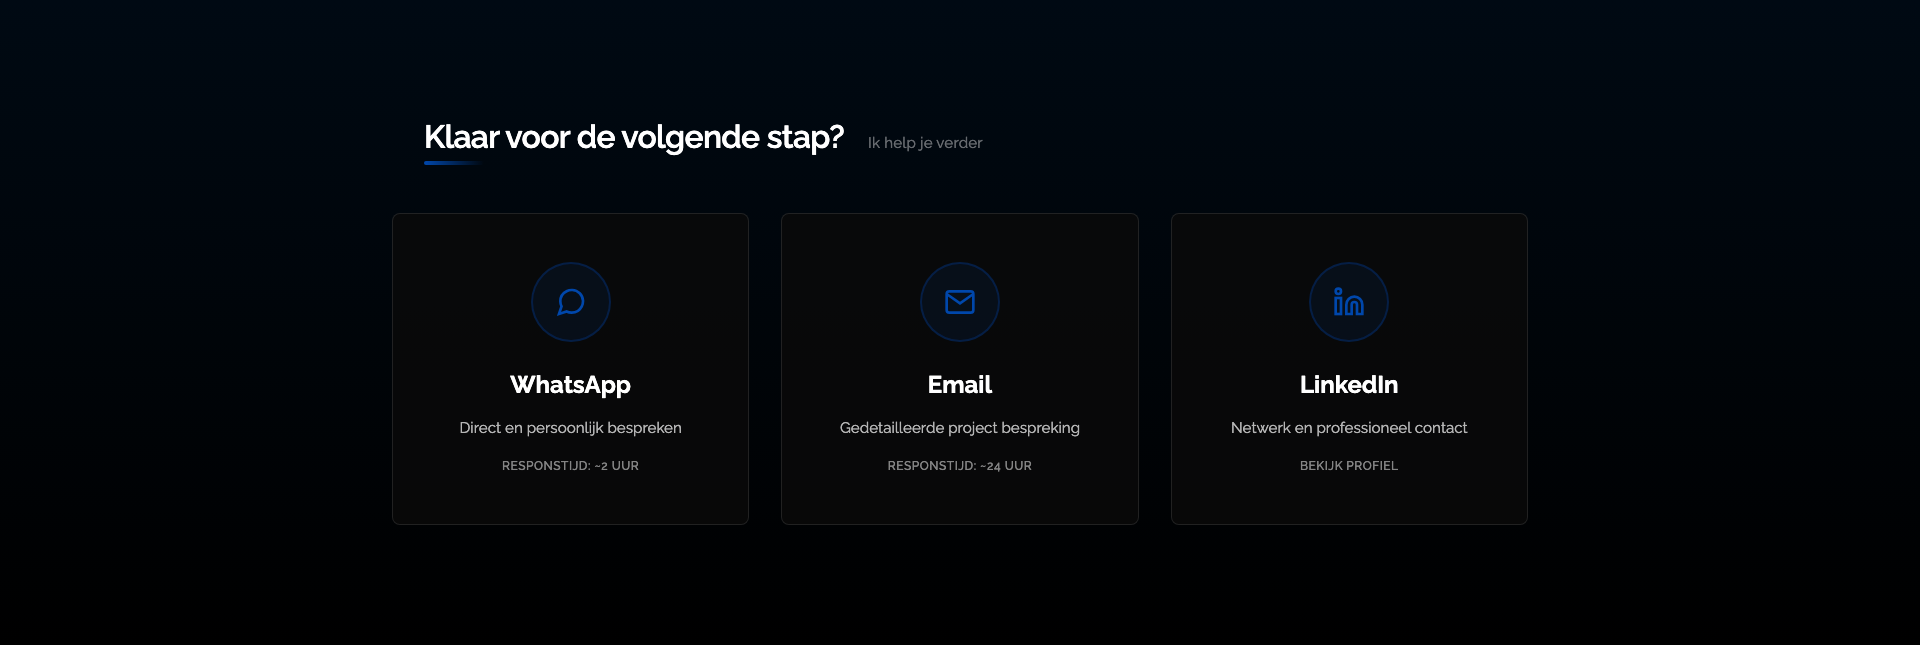 Klaar voor de volgende stap? Ik help je verder
WhatsApp
Direct en persoonlijk bespreken
RESPONSTIJD: ~2 UUR
Email
Gedetailleerde project bespreking
RESPONSTIJD: ~24 UUR
LinkedIn
Netwerk en professioneel contact
BEKIJK PROFIEL